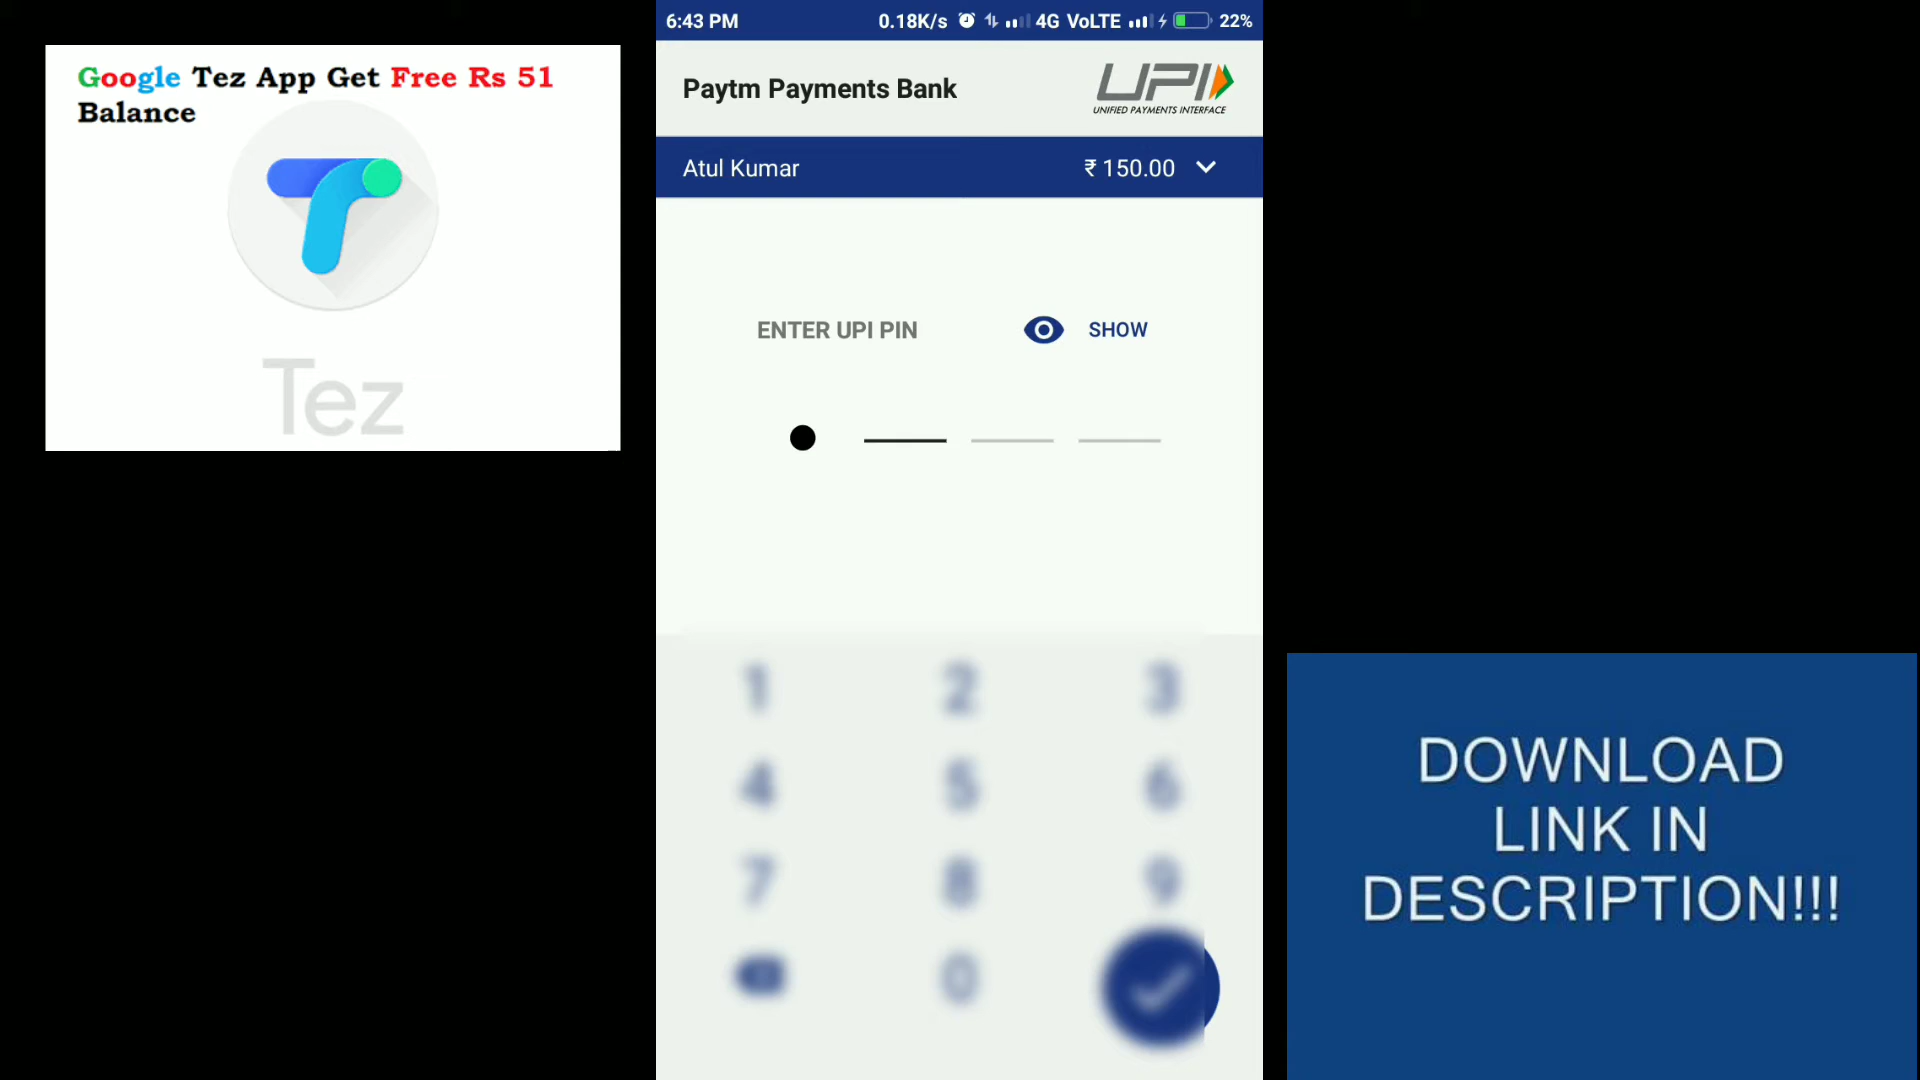 Google Tez App Get Free Rs 51
Balance
Tez
6:43 PM
0.18K/s
4G VoLTE
22%
Paytm Payments Bank
UPI
UNIFIED PAYMENTS INTERFACE
Atul Kumar
₹ 150.00
ENTER UPI PIN
SHOW
1 2 3
4 5 6
7 8 9
0
DOWNLOAD
LINK IN
DESCRIPTION!!!